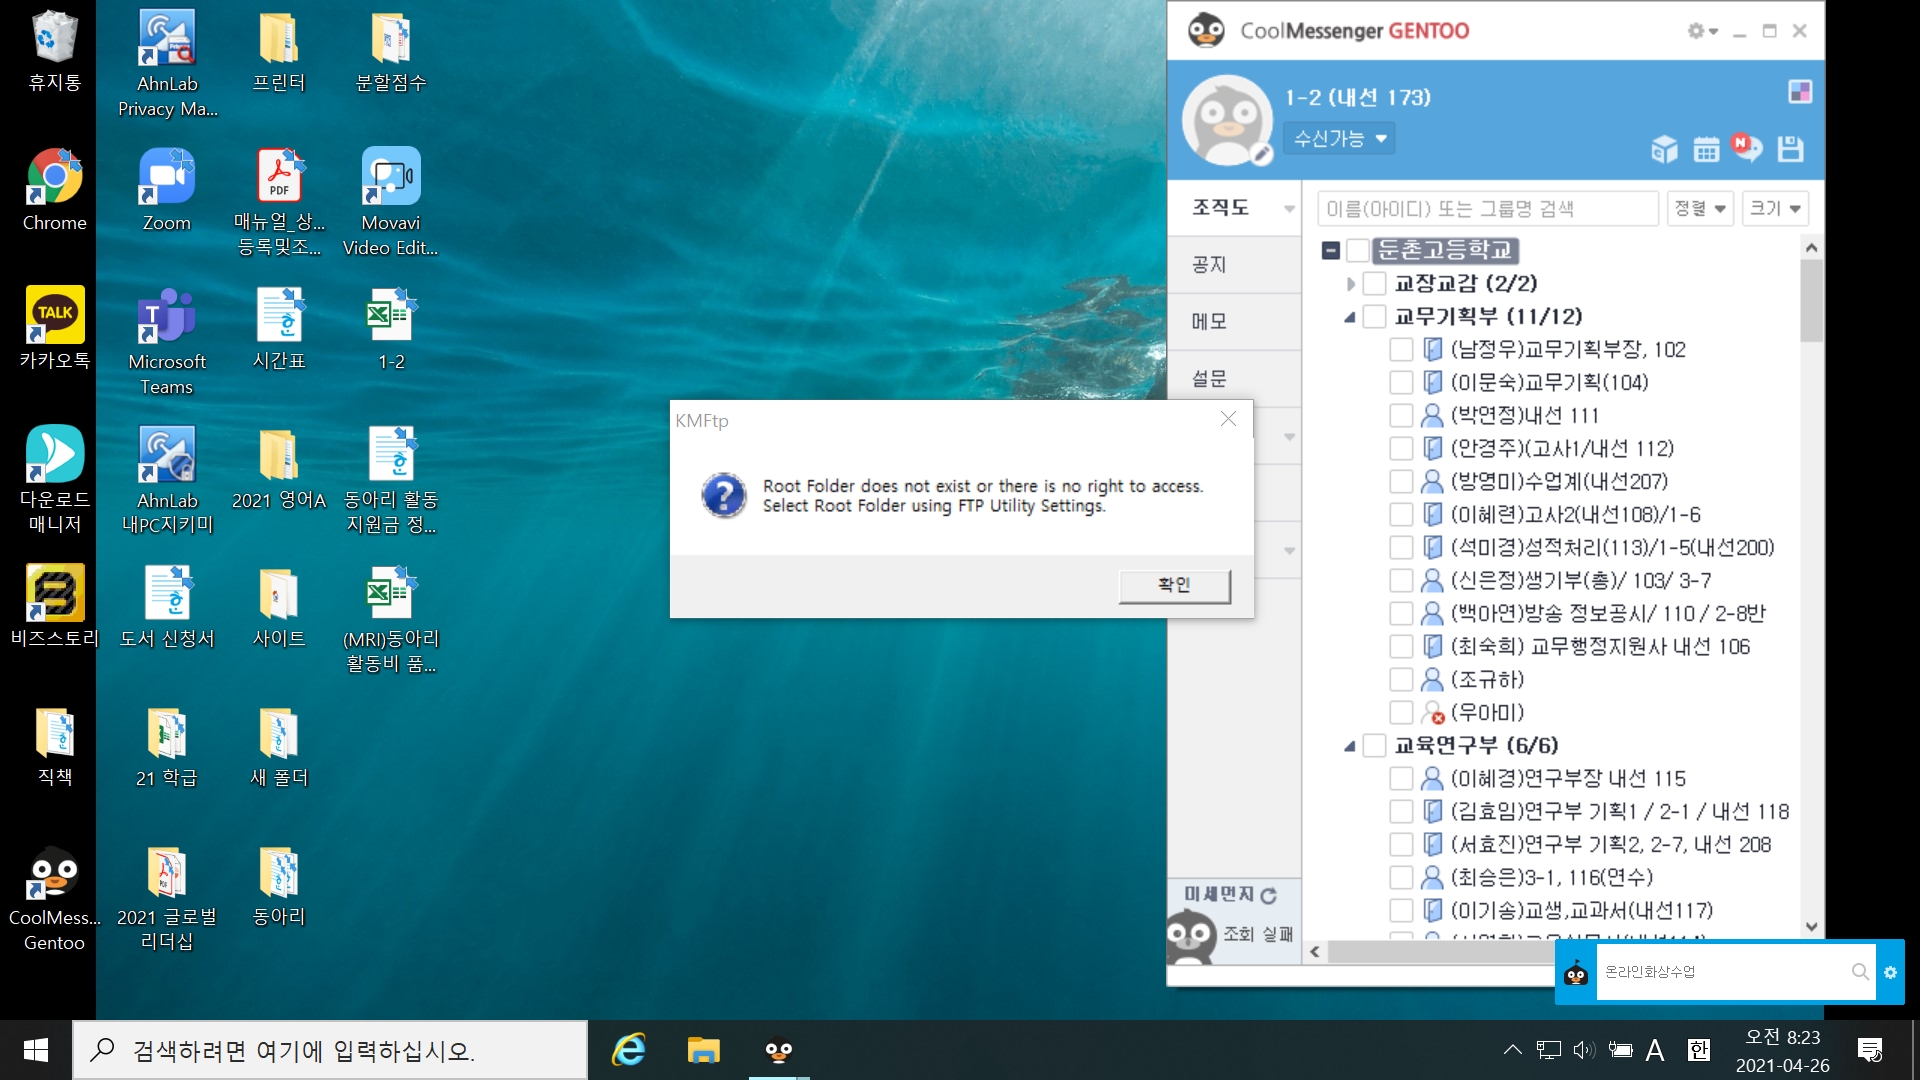 휴지통
AhnLab
Privacy Ma...
프린터
분할점수
Chrome
Zoom
PDF
매뉴얼_상...
등록및조...
Movavi
Video Edit...
TALK
카카오톡
Microsoft
Teams
시간표
1-2
다운로드
매니저
AhnLab
내PC지키미
2021 영어A
동아리 활동
지원금 정...
비즈스토리
도서 신청서
사이트
(MRI)동아리
활동비 품...
직책
21 학급
새 폴더
CoolMess...
Gentoo
2021 글로벌
리더십
동아리
KMFtp
Root Folder does not exist or there is no right to access.
Select Root Folder using FTP Utility Settings.
확인
CoolMessenger GENTOO
1-2 (내선 173)
수신가능
N
조직도
공지
메모
설문
이름(아이디) 또는 그룹명 검색
정렬
크기
둔촌고등학교
교장교감 (2/2)
교무기획부 (11/12)
(남정우)교무기획부장, 102
(이문숙)교무기획(104)
(박연정)내선 111
(안경주)(고사1/내선 112)
(방영미)수업계(내선207)
(이혜련)고사2(내선108)/1-6
(석미경)성적처리(113)/1-5(내선200)
(신은정)생기부(총)/ 103/ 3-7
(백아연)방송 정보공시/ 110 / 2-8반
(최숙희) 교무행정지원사 내선 106
(조규하)
(우아미)
교육연구부 (6/6)
(이혜경)연구부장 내선 115
(김효임)연구부 기획1 / 2-1 / 내선 118
(서효진)연구부 기획2, 2-7, 내선 208
(최승은)3-1, 116(연수)
(이기송)교생,교과서(내선117)
미세먼지
조회 실패
온라인화상수업
검색하려면 여기에 입력하십시오.
A
한
오전 8:23
2021-04-26